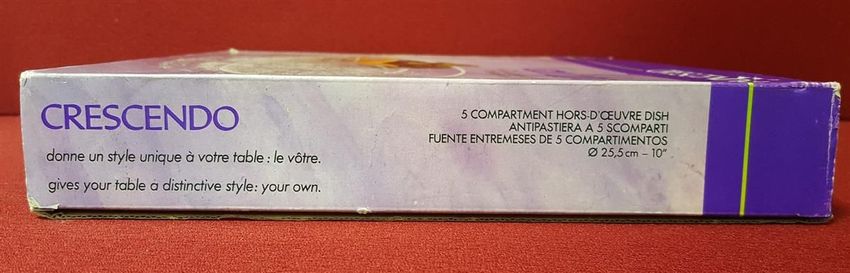 CRESCENDO
donne un style unique à votre table : le vôtre.
gives your table a distinctive style: your own.
5 COMPARTMENT HORS-D'ŒUVRE DISH
ANTIPASTIERA A 5 SCOMPARTI
FUENTE ENTREMESES DE 5 COMPARTIMENTOS
Ø 25,5 cm – 10"